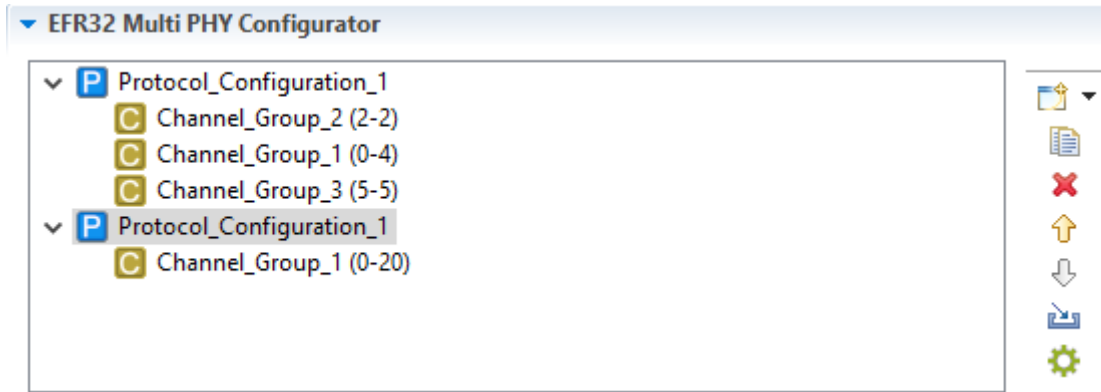 EFR32 Multi PHY Configurator
P Protocol_Configuration_1
C Channel_Group_2 (2-2)
C Channel_Group_1 (0-4)
C Channel_Group_3 (5-5)
P Protocol_Configuration_1
C Channel_Group_1 (0-20)